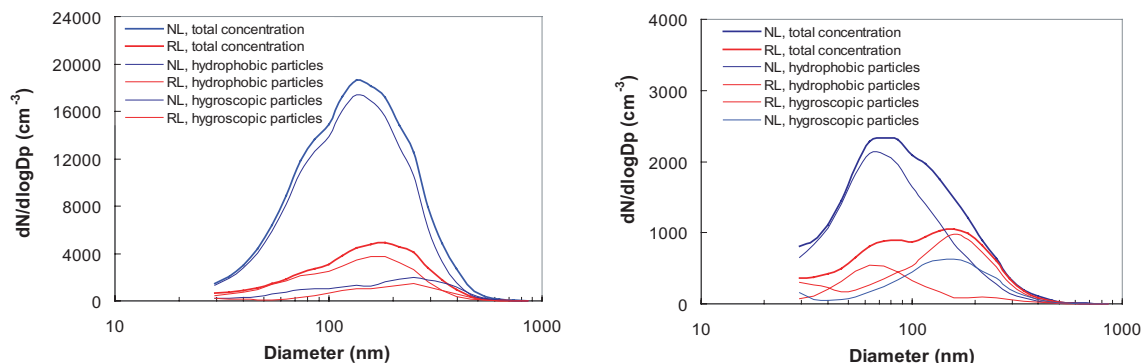 24000
20000
16000
12000
8000
4000
0
dN/dlogDp (cm-3)
NL, total concentration
RL, total concentration
NL, hydrophobic particles
RL, hydrophobic particles
NL, hygroscopic particles
RL, hygroscopic particles
10
100
1000
Diameter (nm)
4000
3000
2000
1000
0
dN/dlogDp (cm-3)
NL, total concentration
RL, total concentration
NL, hydrophobic particles
RL, hydrophobic particles
RL, hygroscopic particles
NL, hygroscopic particles
10
100
1000
Diameter (nm)